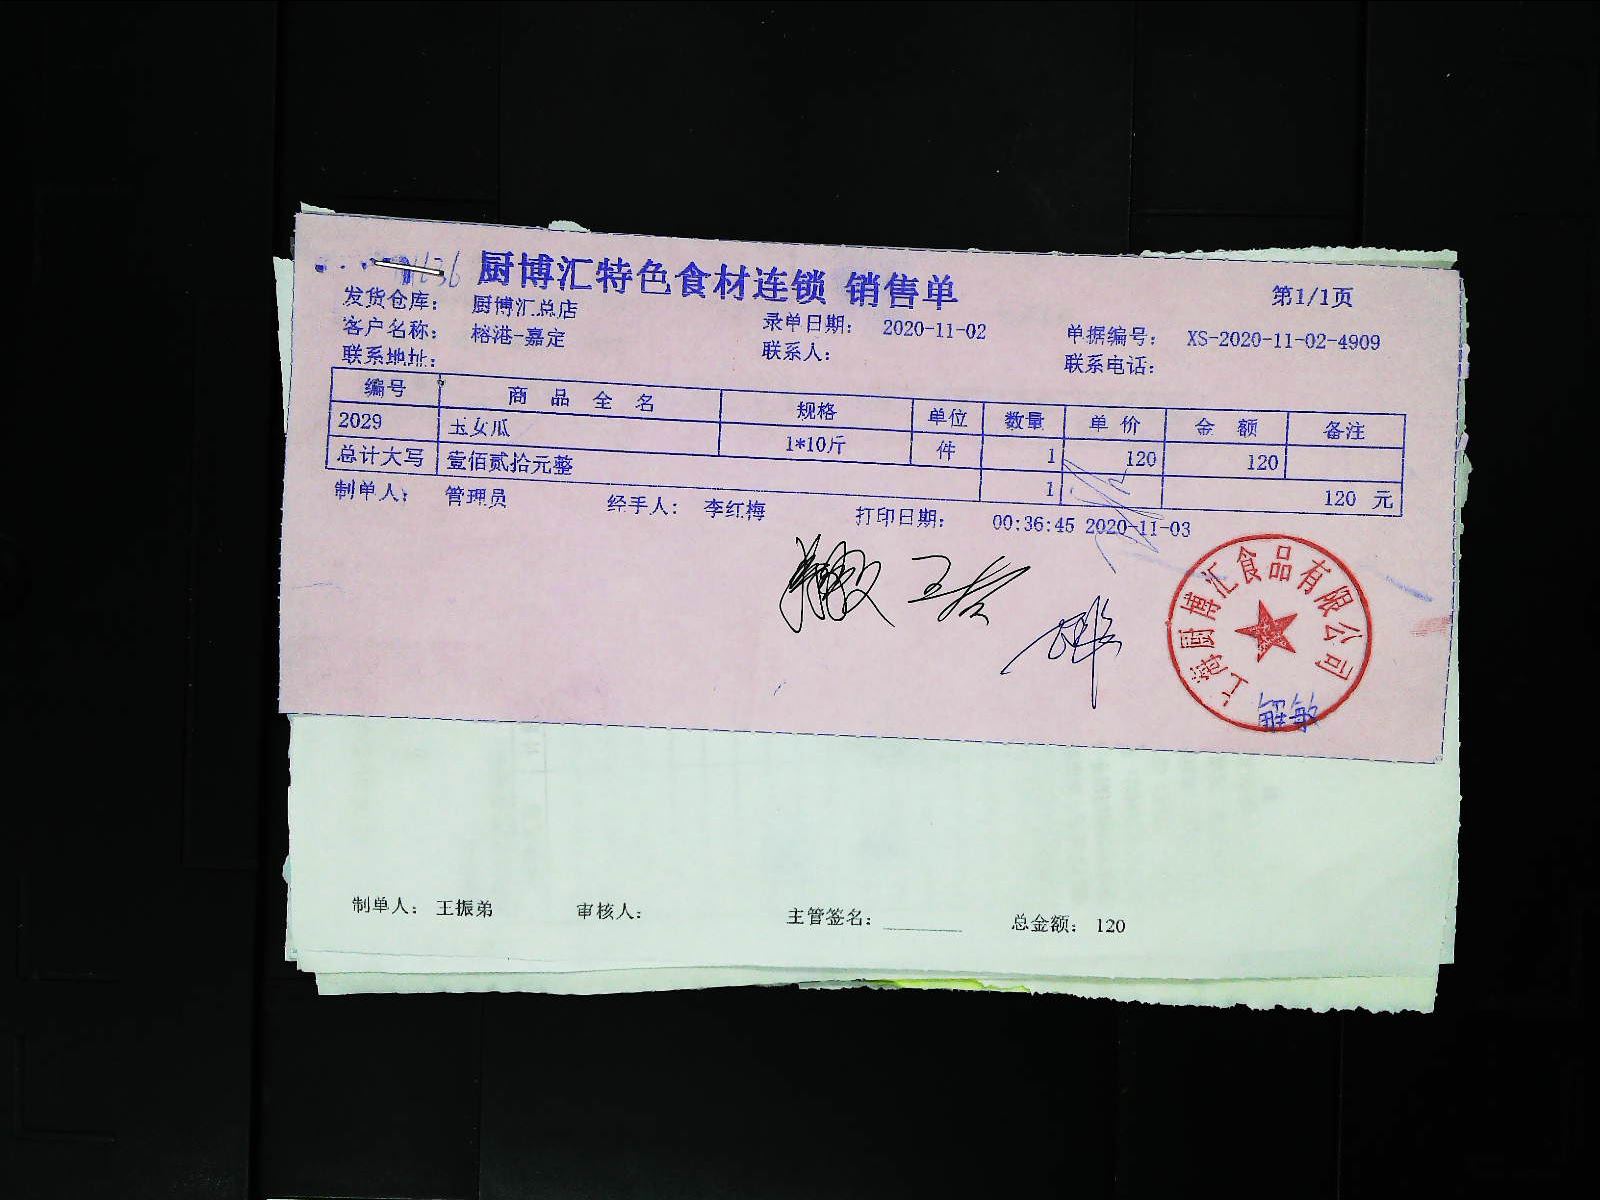 厨博汇特色食材连锁 销售单
第1/1页
发货仓库: 厨博汇总店
录单日期: 2020-11-02
单据编号: XS-2020-11-02-4909
客户名称: 榕港-嘉定
联系人:
联系电话:
联系地址:
编号 商品全名 规格 单位 数量 单价 金额 备注
2029 玉女瓜 1*10斤 件 1 120 120
总计大写 壹佰贰拾元整 1 120 元
制单人: 管理员 经手人: 李红梅 打印日期: 00:36:45 2020-11-03
上海厨博汇食品有限公司
解敏
制单人: 王振弟 审核人: 主管签名: 总金额: 120